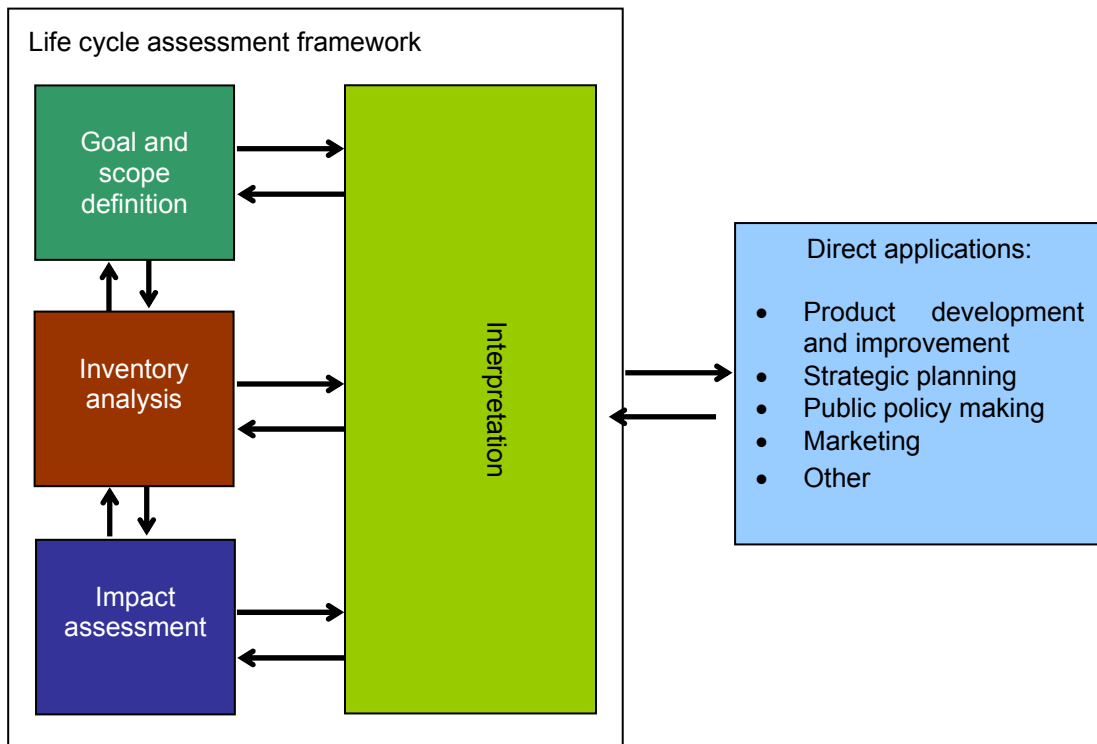 Life cycle assessment framework
Goal and
scope
definition
Inventory
analysis
Impact
assessment
Interpretation
Direct applications:
• Product development
and improvement
• Strategic planning
• Public policy making
• Marketing
• Other